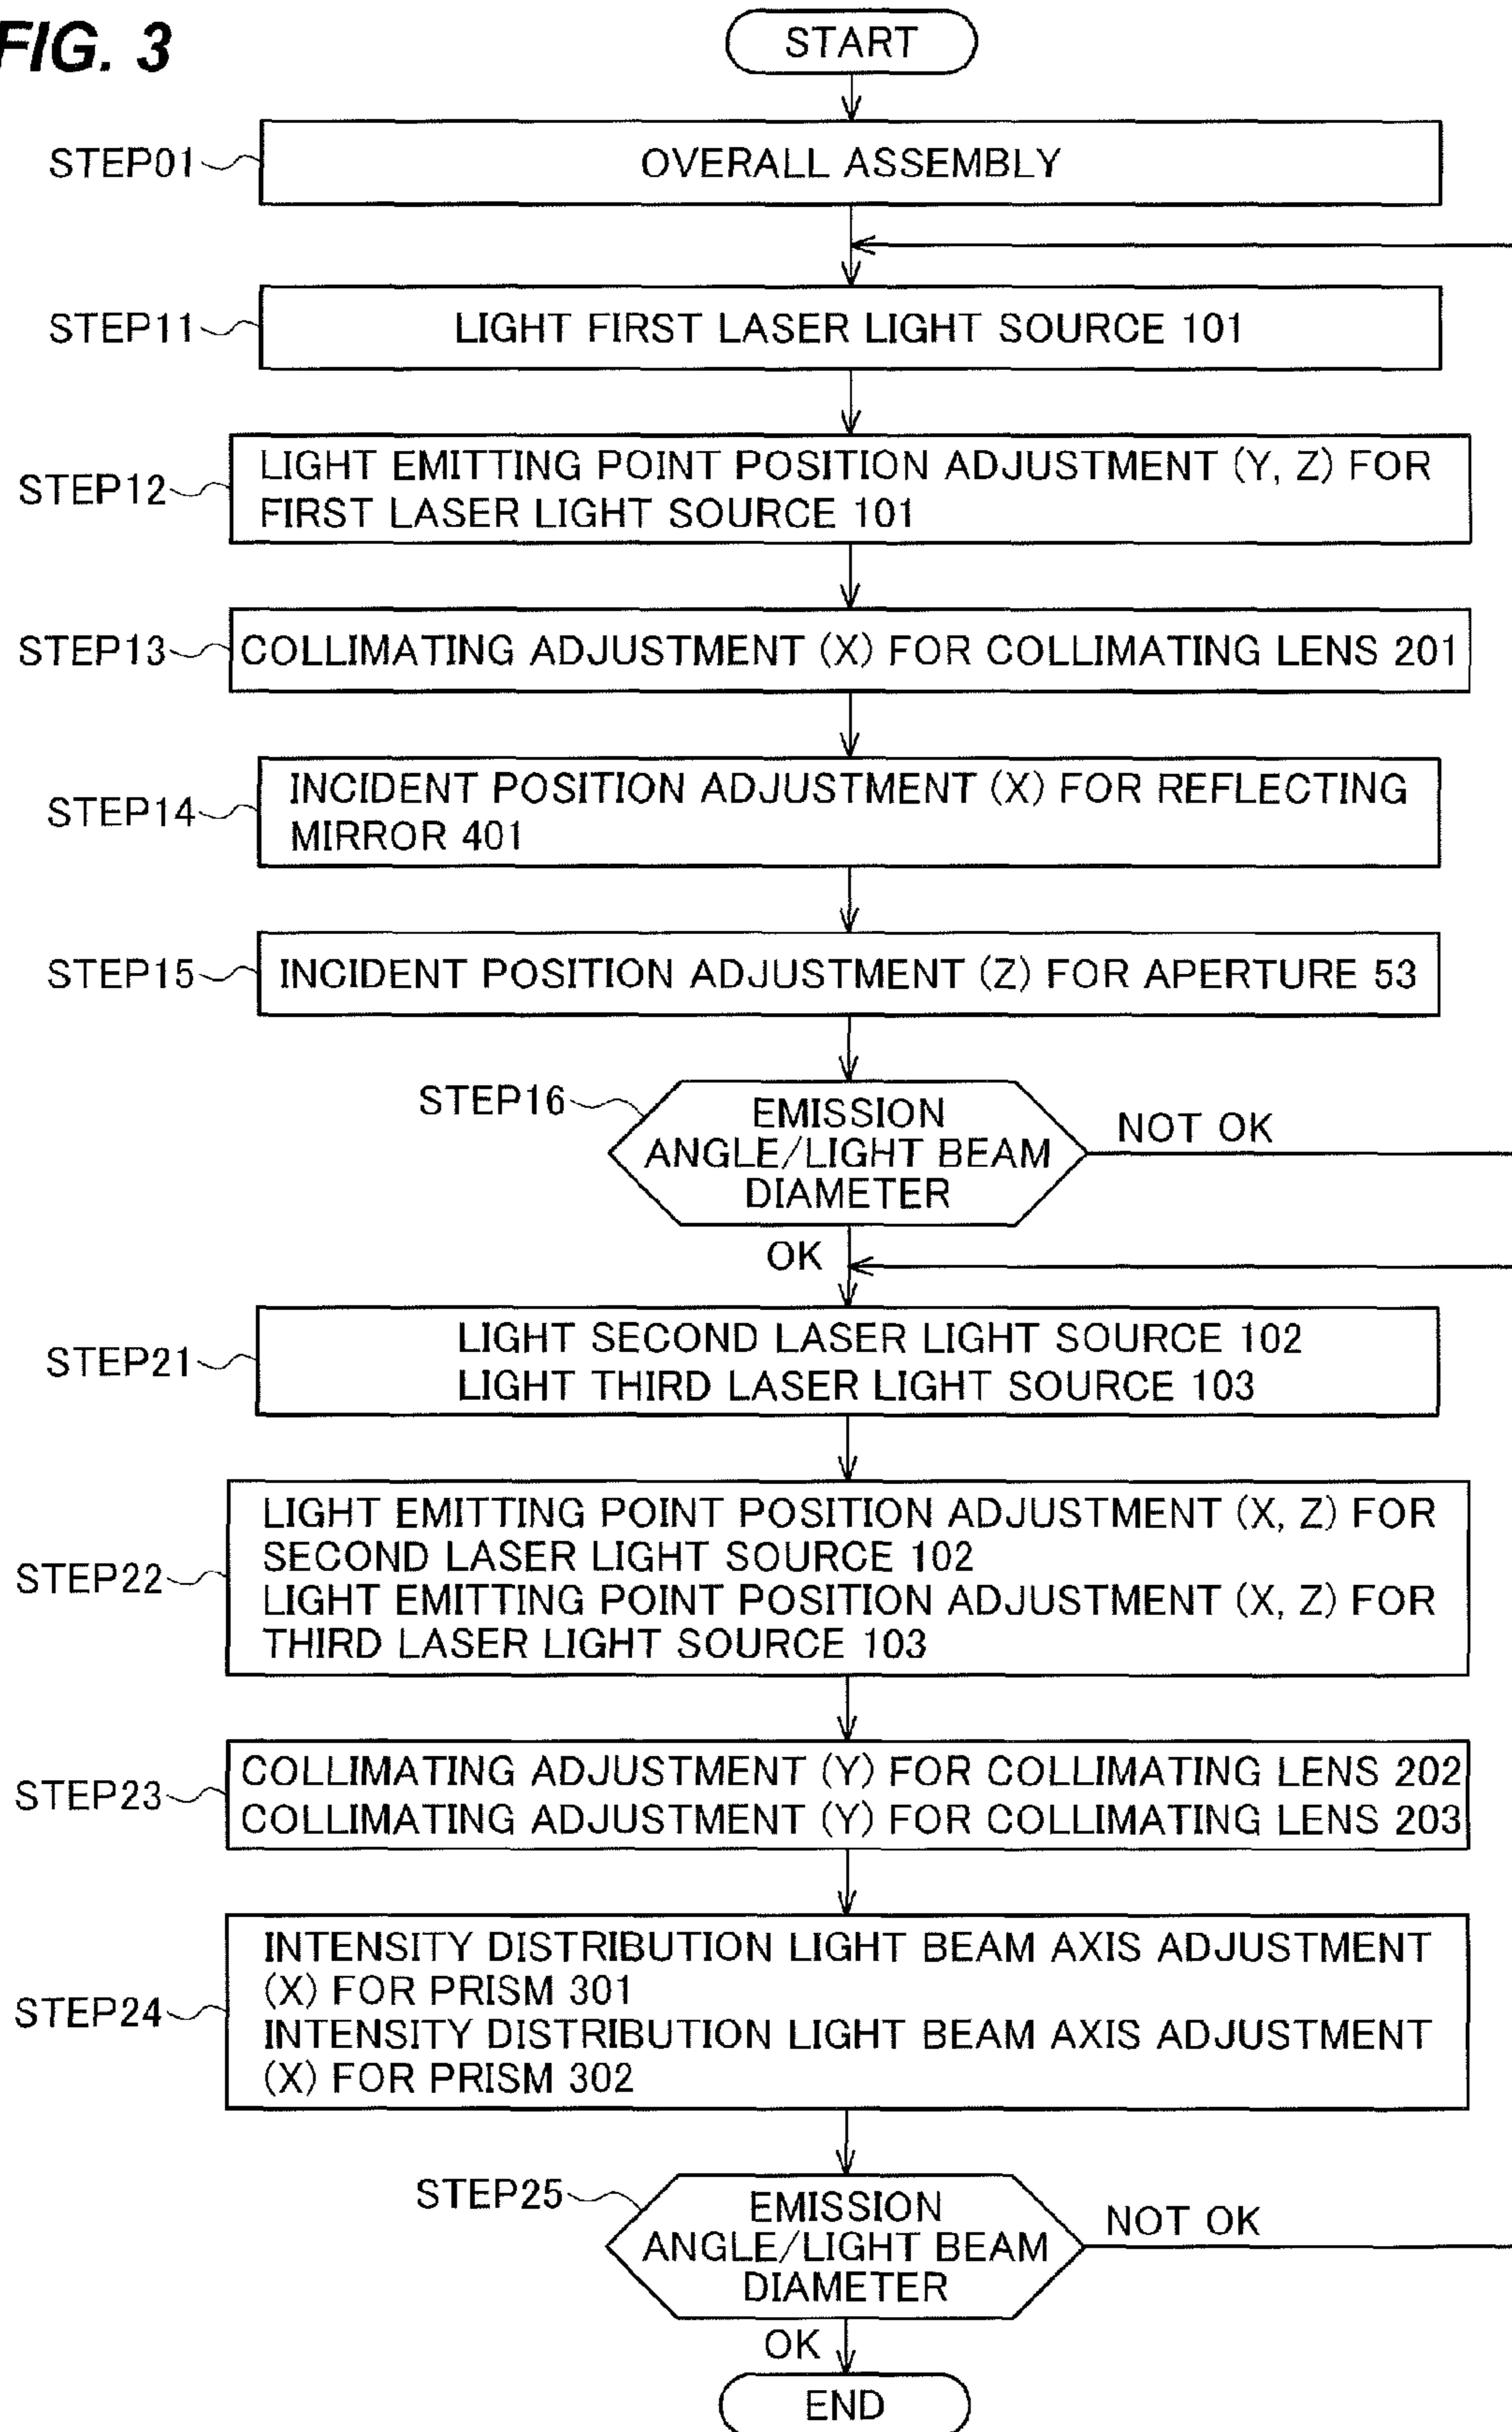 FIG. 3
START
STEP01
OVERALL ASSEMBLY
STEP11
LIGHT FIRST LASER LIGHT SOURCE 101
STEP12
LIGHT EMITTING POINT POSITION ADJUSTMENT (Y, Z) FOR
FIRST LASER LIGHT SOURCE 101
STEP13
COLLIMATING ADJUSTMENT (X) FOR COLLIMATING LENS 201
STEP14
INCIDENT POSITION ADJUSTMENT (X) FOR REFLECTING
MIRROR 401
STEP15
INCIDENT POSITION ADJUSTMENT (Z) FOR APERTURE 53
STEP16
EMISSION
ANGLE/LIGHT BEAM
DIAMETER
NOT OK
OK
STEP21
LIGHT SECOND LASER LIGHT SOURCE 102
LIGHT THIRD LASER LIGHT SOURCE 103
STEP22
LIGHT EMITTING POINT POSITION ADJUSTMENT (X, Z) FOR
SECOND LASER LIGHT SOURCE 102
LIGHT EMITTING POINT POSITION ADJUSTMENT (X, Z) FOR
THIRD LASER LIGHT SOURCE 103
STEP23
COLLIMATING ADJUSTMENT (Y) FOR COLLIMATING LENS 202
COLLIMATING ADJUSTMENT (Y) FOR COLLIMATING LENS 203
STEP24
INTENSITY DISTRIBUTION LIGHT BEAM AXIS ADJUSTMENT
(X) FOR PRISM 301
INTENSITY DISTRIBUTION LIGHT BEAM AXIS ADJUSTMENT
(X) FOR PRISM 302
STEP25
EMISSION
ANGLE/LIGHT BEAM
DIAMETER
NOT OK
OK
END